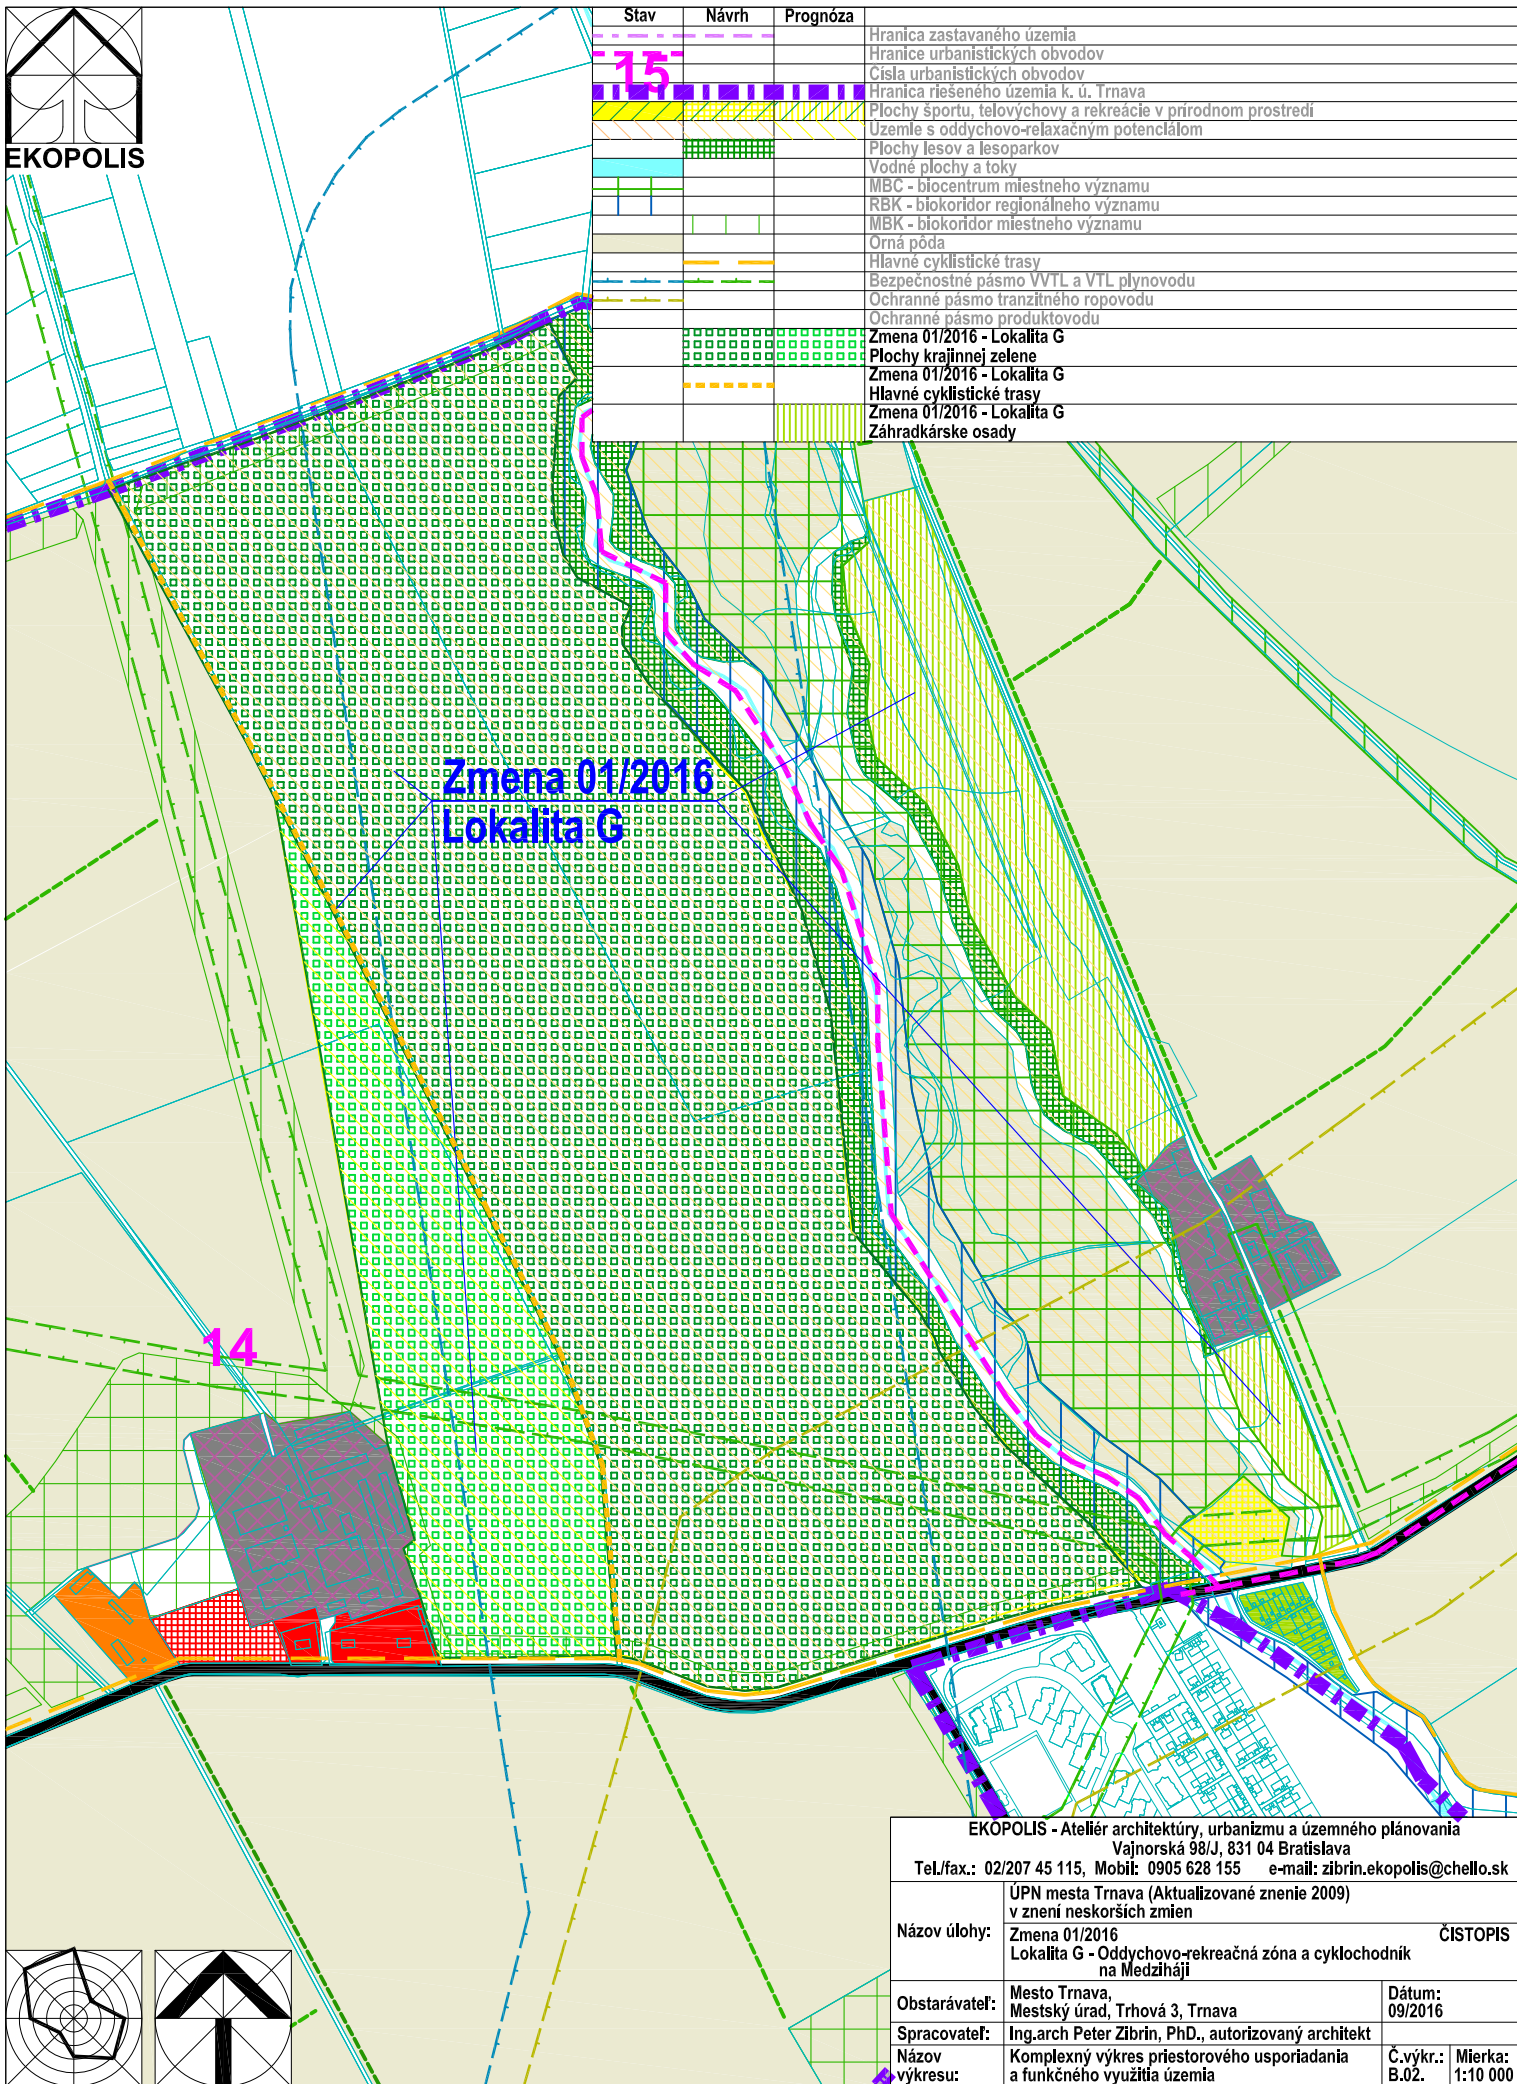 EKOPOLIS
Stav Návrh Prognóza
Hranica zastavaného územia
Hranice urbanistických obvodov
15
Čísla urbanistických obvodov
Hranica riešeného územia k. ú. Trnava
Plochy športu, telovýchovy a rekreácie v prírodnom prostredí
Územie s oddychovo-relaxačným potenciálom
Plochy lesov a lesoparkov
Vodné plochy a toky
MBC - biocentrum miestneho významu
RBK - biokoridor regionálneho významu
MBK - biokoridor miestneho významu
Orná pôda
Hlavné cyklistické trasy
Bezpečnostné pásmo VVTL a VTL plynovodu
Ochranné pásmo tranzitného ropovodu
Ochranné pásmo produktovodu
Zmena 01/2016 - Lokalita G
Plochy krajinnej zelene
Zmena 01/2016 - Lokalita G
Hlavné cyklistické trasy
Zmena 01/2016 - Lokalita G
Záhradkárske osady
Zmena 01/2016
Lokalita G
14
EKOPOLIS - Ateliér architektúry, urbanizmu a územného plánovania
Vajnorská 98/J, 831 04 Bratislava
Tel./fax.: 02/207 45 115, Mobil: 0905 628 155 e-mail: zibrin.ekopolis@chello.sk
Názov úlohy:
ÚPN mesta Trnava (Aktualizované znenie 2009)
v znení neskorších zmien
Zmena 01/2016 ČISTOPIS
Lokalita G - Oddychovo-rekreačná zóna a cyklochodník
na Medziháji
Obstarávateľ:
Mesto Trnava,
Mestský úrad, Trhová 3, Trnava
Dátum:
09/2016
Spracovateľ: Ing.arch Peter Zibrin, PhD., autorizovaný architekt
Názov
výkresu:
Komplexný výkres priestorového usporiadania
a funkčného využitia územia
Č.výkr.:
B.02.
Mierka:
1:10 000